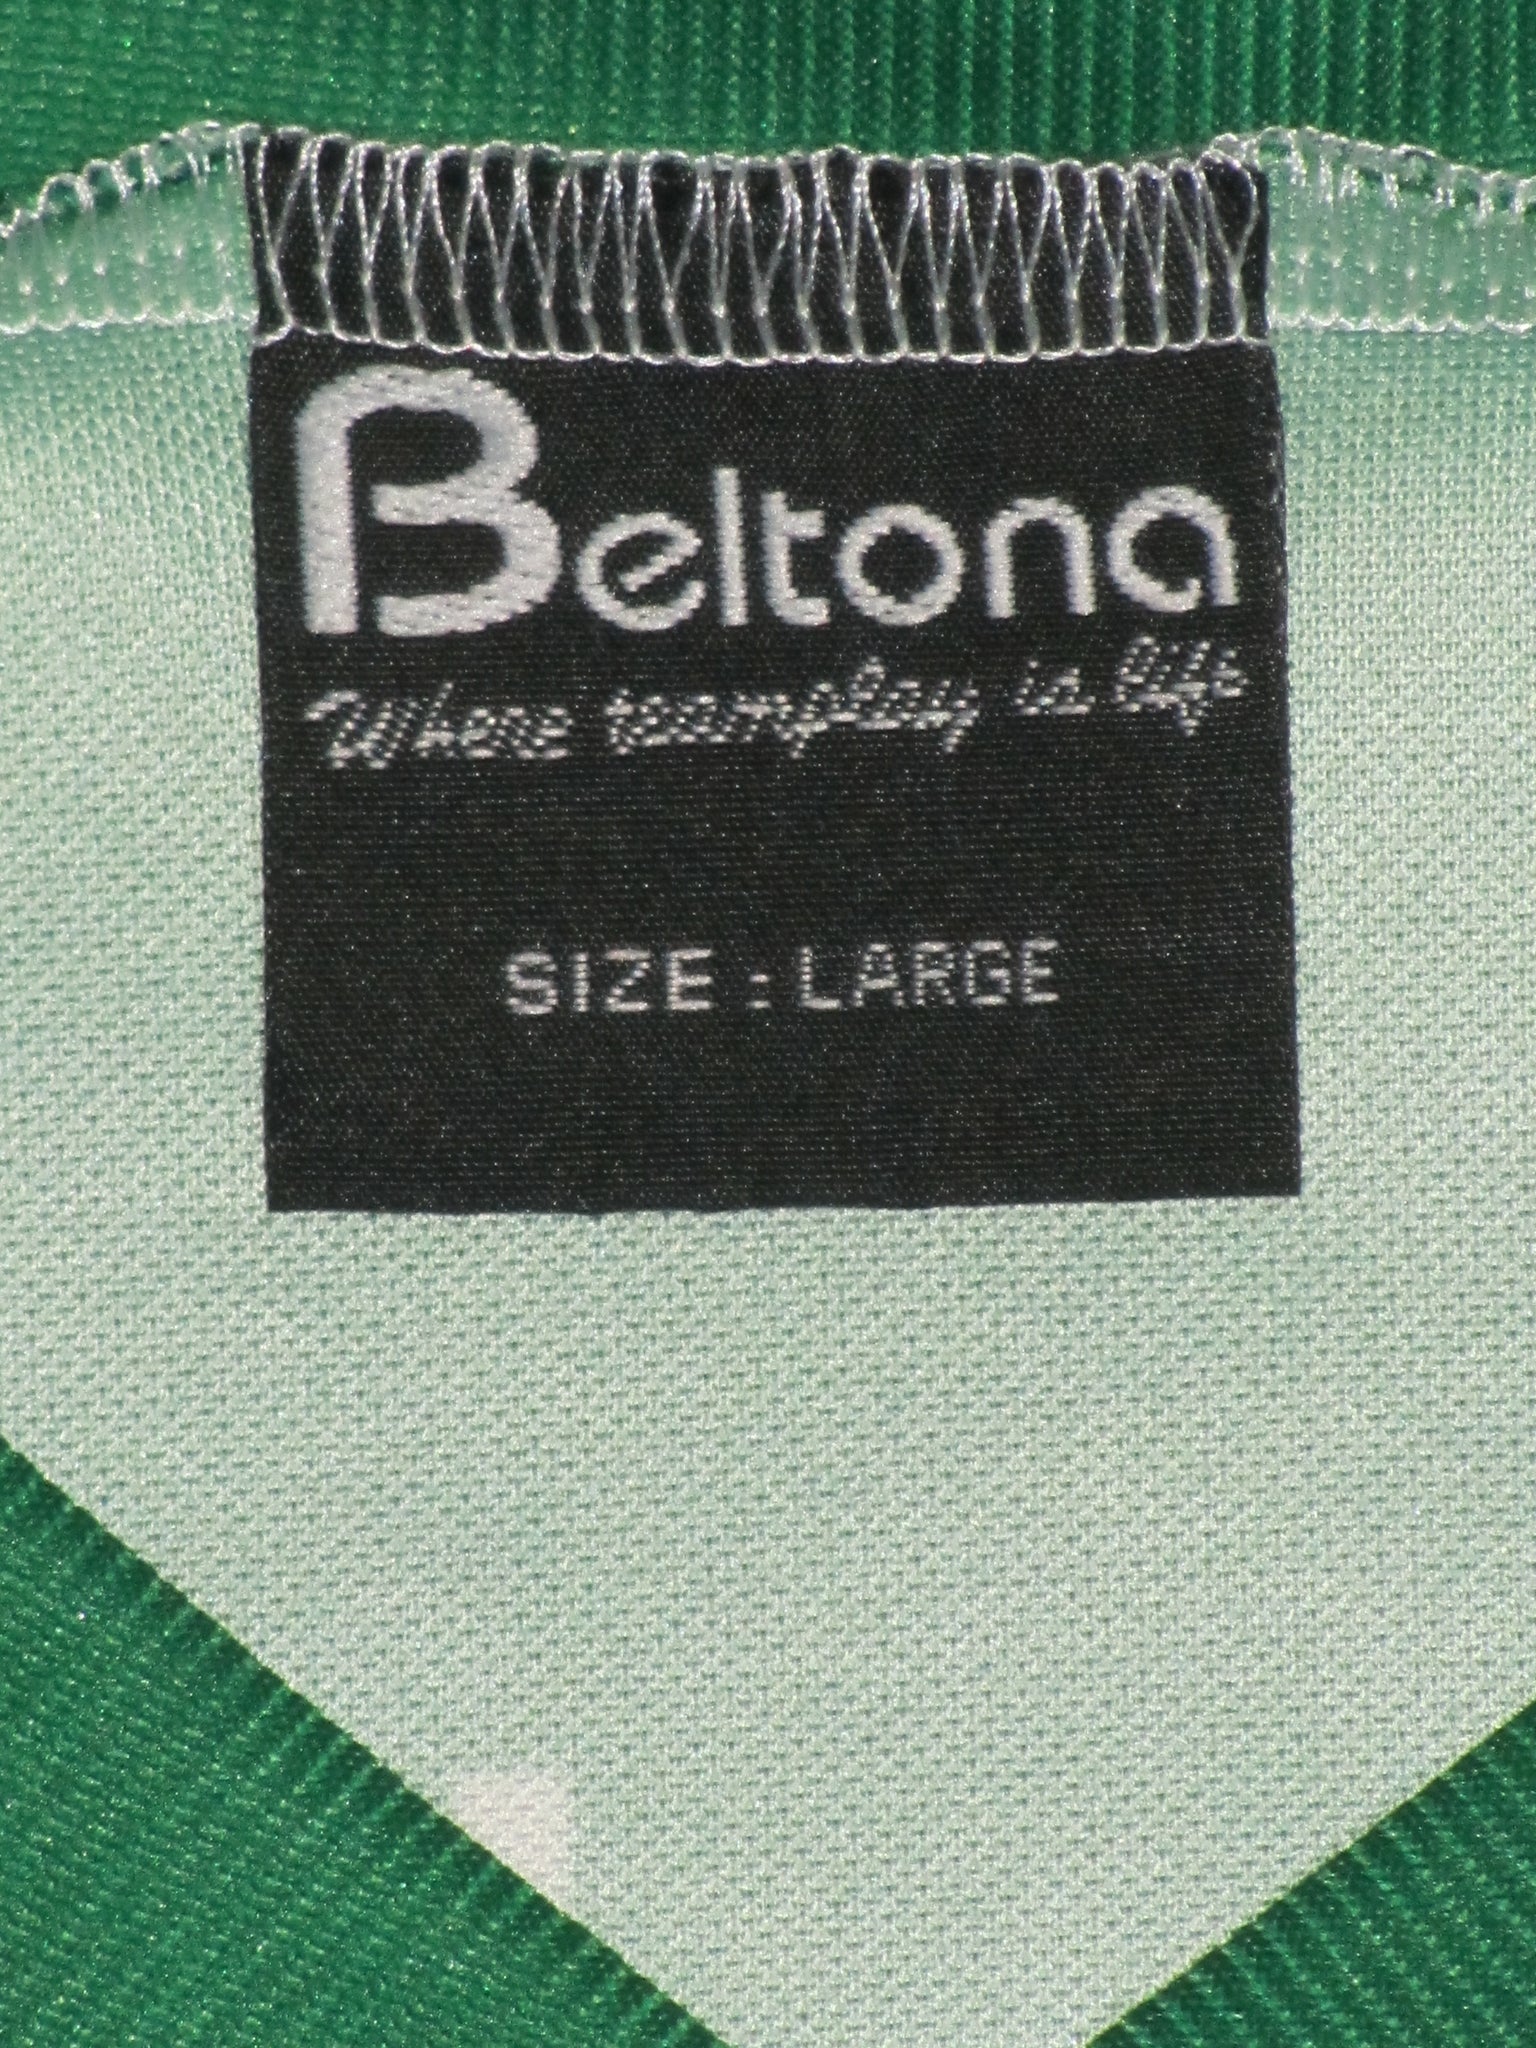 Beltona
Where teamplay is life
SIZE : LARGE